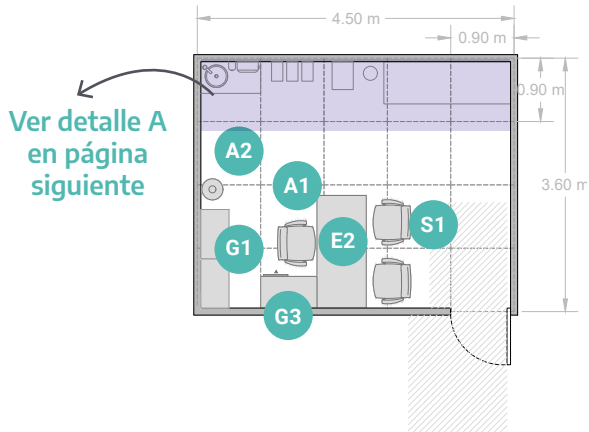 4.50 m
0.90 m
0.90 m
Ver detalle A
en página
siguiente
A2
A1
3.60 m
S1
G1
E2
G3